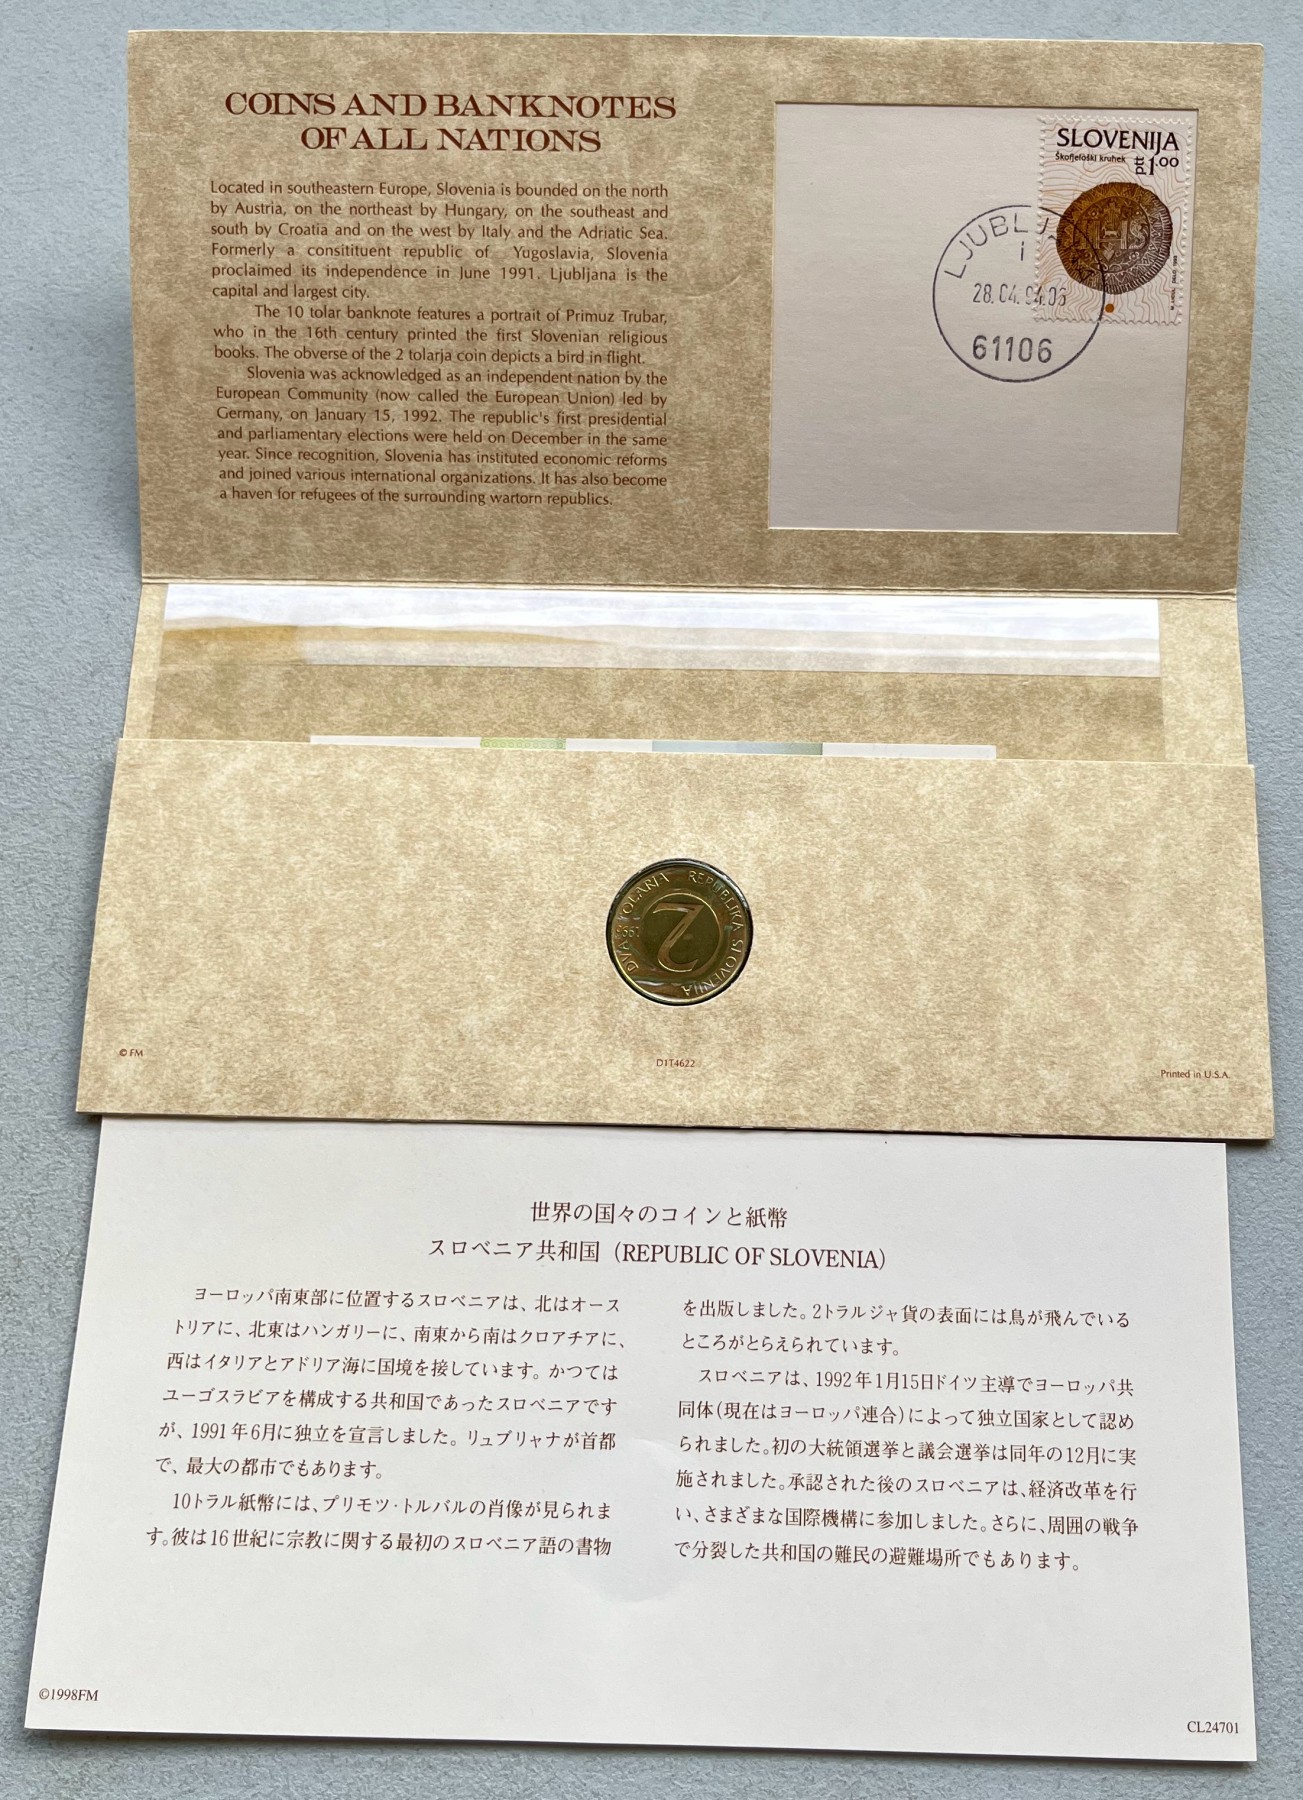 COINS AND BANKNOTES
OF ALL NATIONS
Located in southeastern Europe, Slovenia is bounded on the north
by Austria, on the northeast by Hungary, on the southeast and
south by Croatia and on the west by Italy and the Adriatic Sea.
Formerly a consitituent republic of Yugoslavia, Slovenia
proclaimed its independence in June 1991. Ljubljana is the
capital and largest city.
The 10 tolar banknote features a portrait of Primuz Trubar,
who in the 16th century printed the first Slovenian religious
books. The obverse of the 2 tolarja coin depicts a bird in flight.
Slovenia was acknowledged as an independent nation by the
European Community (now called the European Union) led by
Germany, on January 15, 1992. The republic's first presidential
and parliamentary elections were held on December in the same
year. Since recognition, Slovenia has instituted economic reforms
and joined various international organizations. It has also become
a haven for refugees of the surrounding wartorn republics.
SLOVENIJA
Škofjeloški kruhek
ptt 1.00
IHS
LJUBLJANA
1
28.04.94.06
61106
DVA TOLARJA REPUBLIKA SLOVENIJA
2
© FM
D1T4622
Printed in U.S.A.
世界の国々のコインと紙幣
スロベニア共和国（REPUBLIC OF SLOVENIA）
ヨーロッパ南東部に位置するスロベニアは、北はオース
トリアに、北東はハンガリーに、南東から南はクロアチアに、
西はイタリアとアドリア海に国境を接しています。かつては
ユーゴスラビアを構成する共和国であったスロベニアです
が、1991年6月に独立を宣言しました。リュブリャナが首都
で、最大の都市でもあります。
10トラル紙幣には、プリモツ・トルバルの肖像が見られま
す。彼は16世紀に宗教に関する最初のスロベニア語の書物
を出版しました。2トラルジャ貨の表面には鳥が飛んでいる
ところがとらえられています。
スロベニアは、1992年1月15日ドイツ主導でヨーロッパ共
同体（現在はヨーロッパ連合）によって独立国家として認め
られました。初の大統領選挙と議会選挙は同年の12月に実
施されました。承認された後のスロベニアは、経済改革を行
い、さまざまな国際機構に参加しました。さらに、周囲の戦争
で分裂した共和国の難民の避難場所でもあります。
©1998FM
CL24701